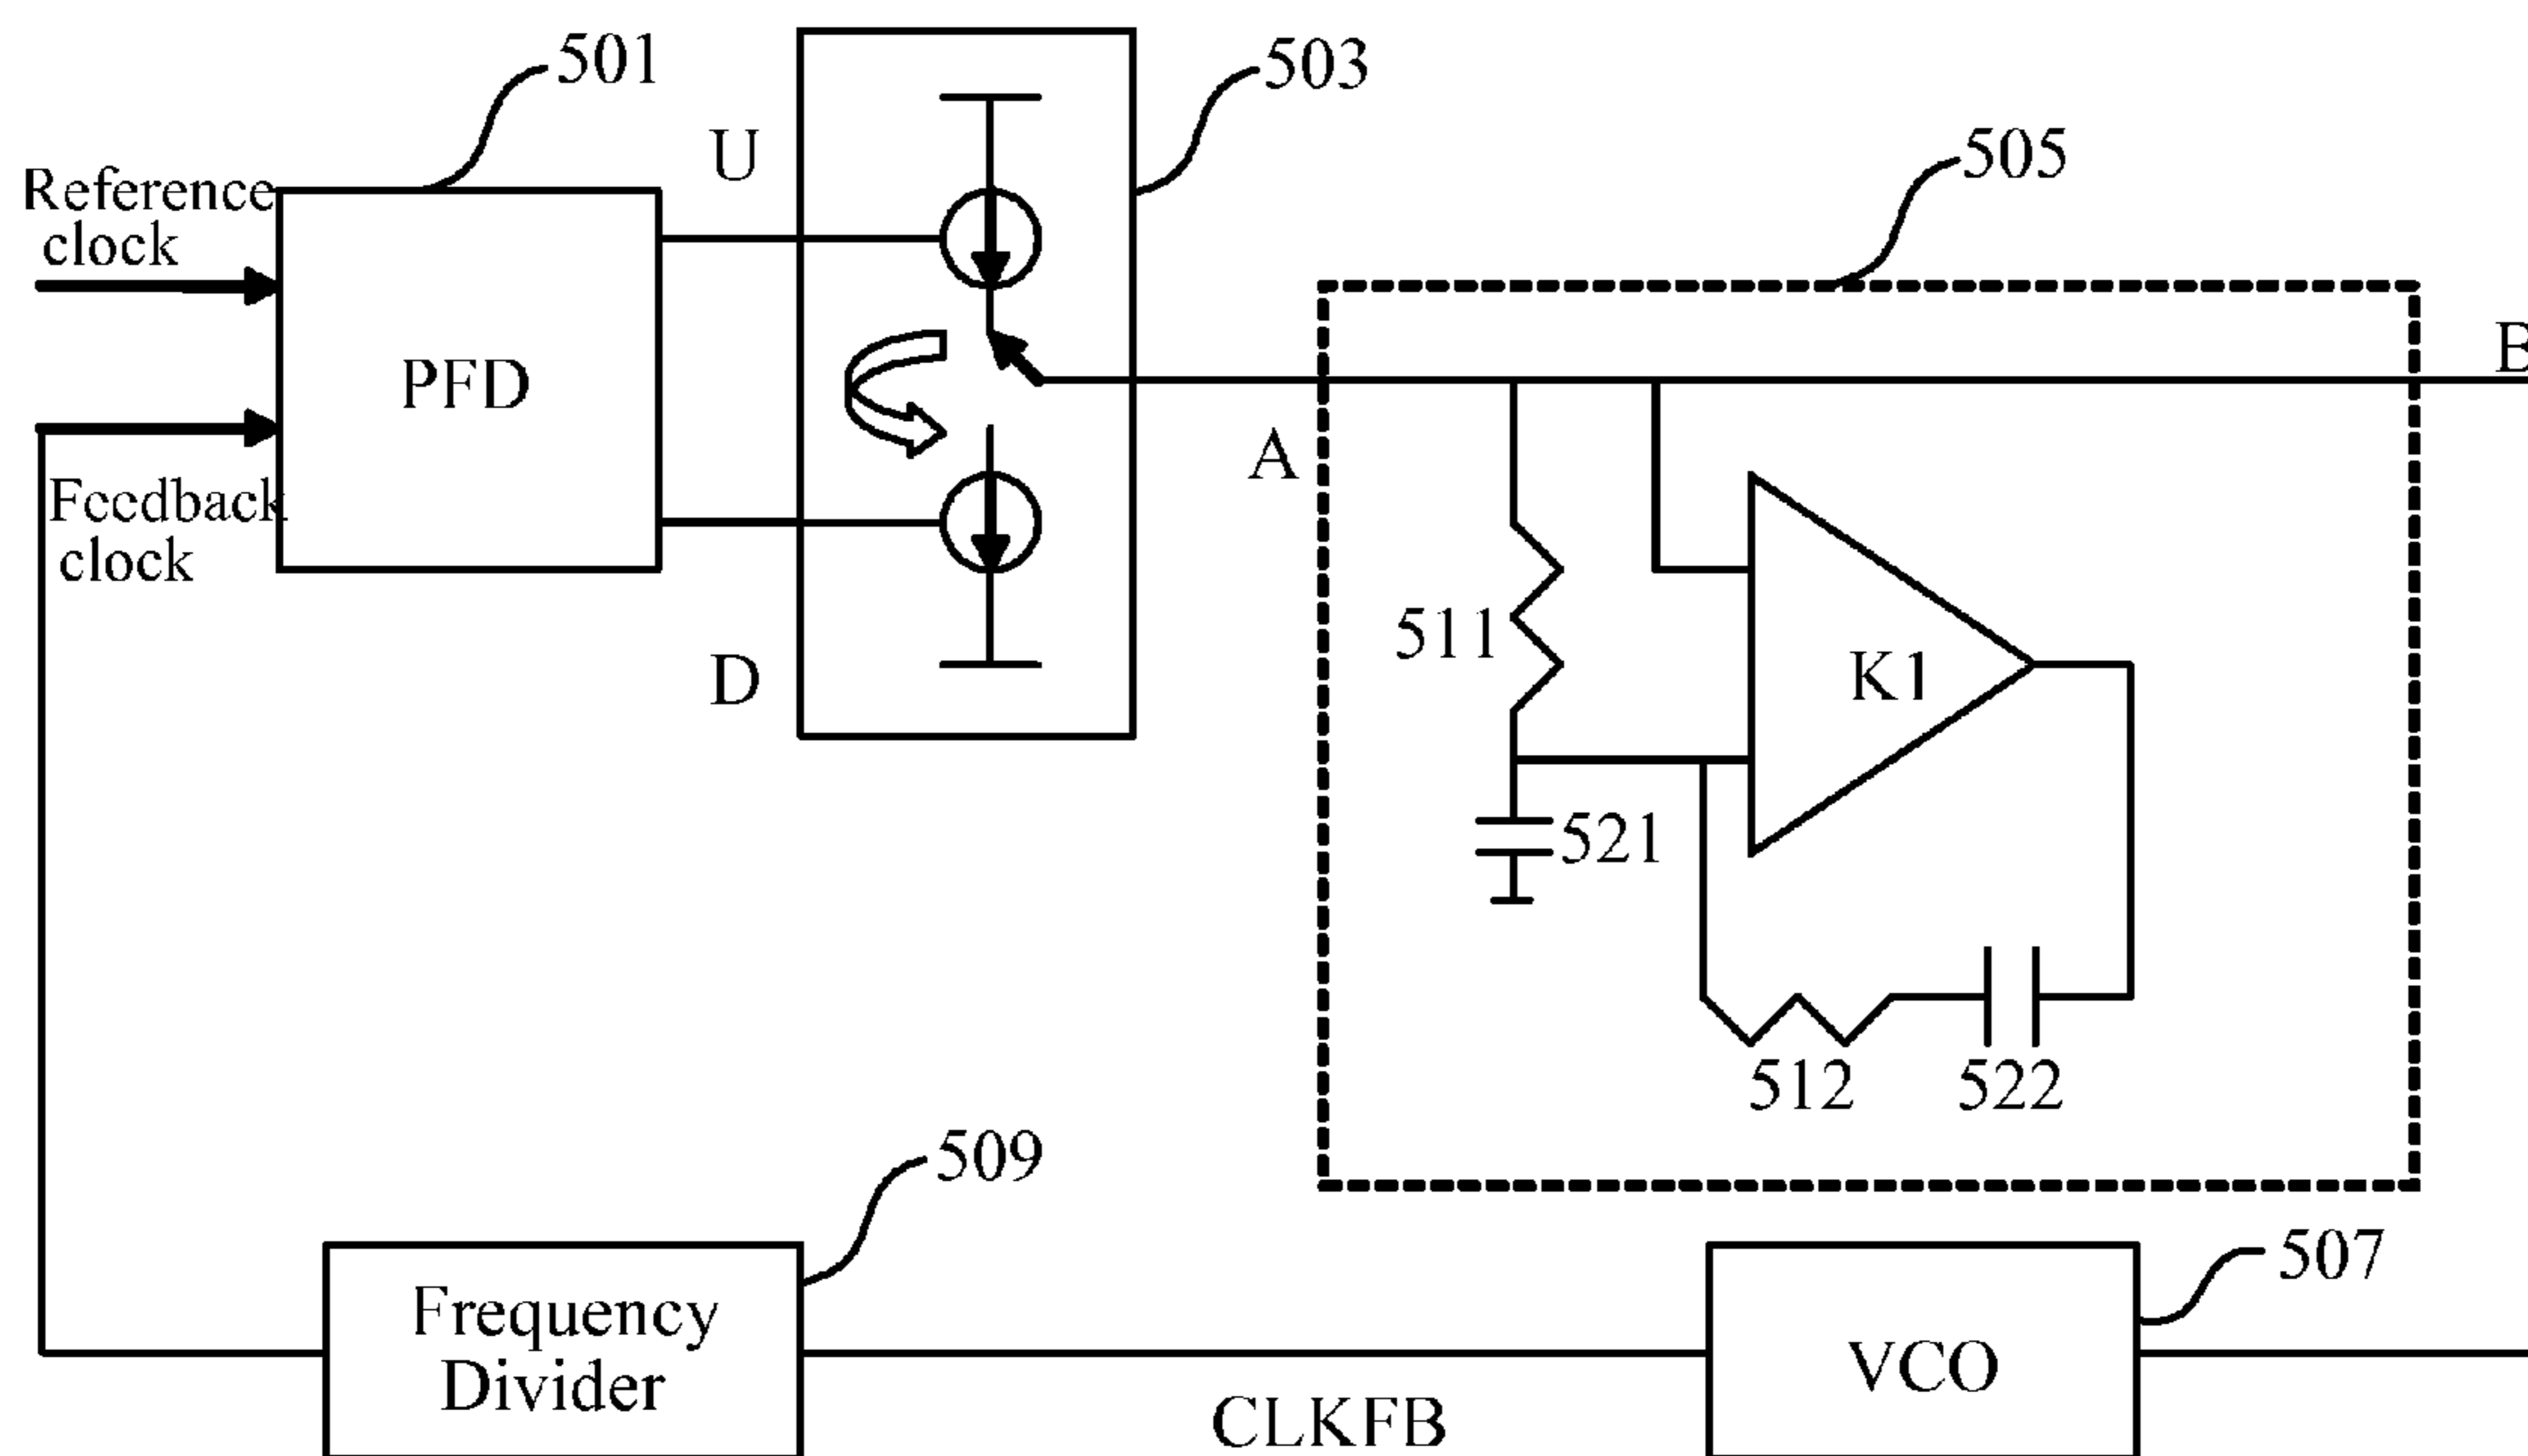 501
503
U
505
Reference
clock
B
PFD
A
Feedback
clock
511
K1
D
521
512
522
509
507
Frequency
Divider
VCO
CLKFB